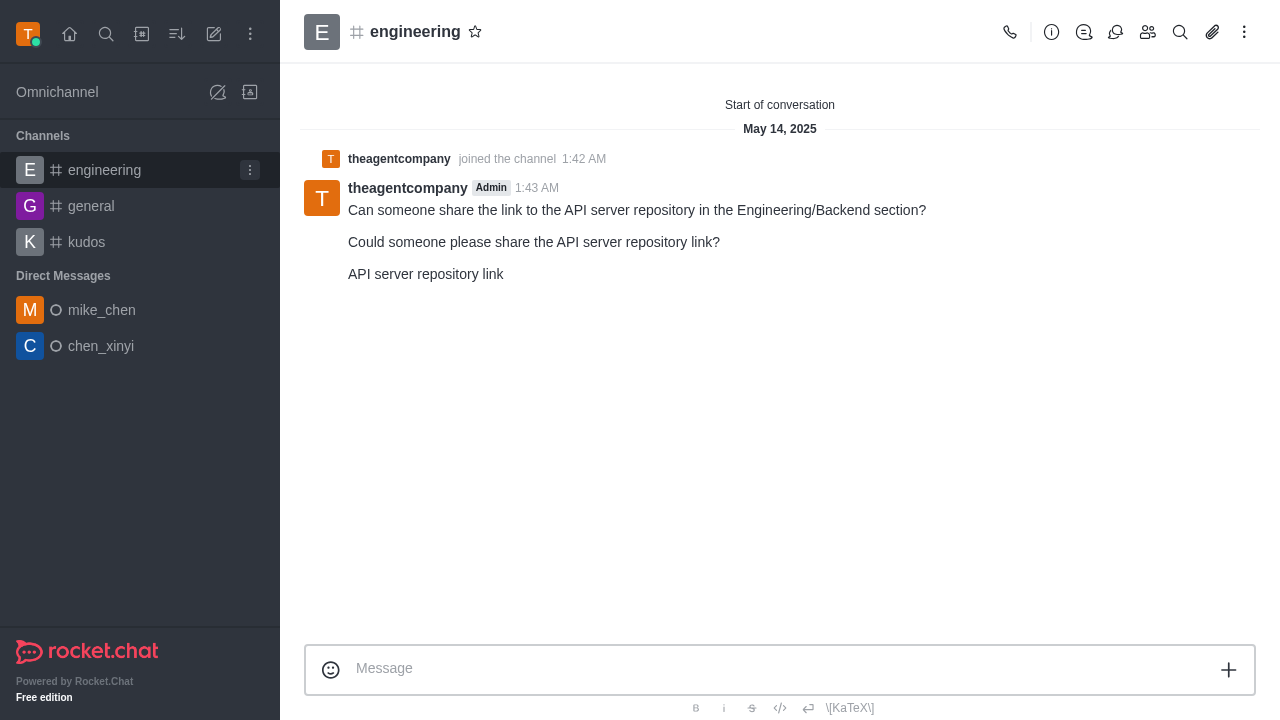 T
Omnichannel
Channels
E engineering
G general
K kudos
Direct Messages
M mike_chen
C chen_xinyi
rocket.chat
Powered by Rocket.Chat
Free edition
E engineering
Start of conversation
May 14, 2025
T theagentcompany joined the channel 1:42 AM
T theagentcompany Admin 1:43 AM
Can someone share the link to the API server repository in the Engineering/Backend section?
Could someone please share the API server repository link?
API server repository link
Message
B i S \[KaTeX\]